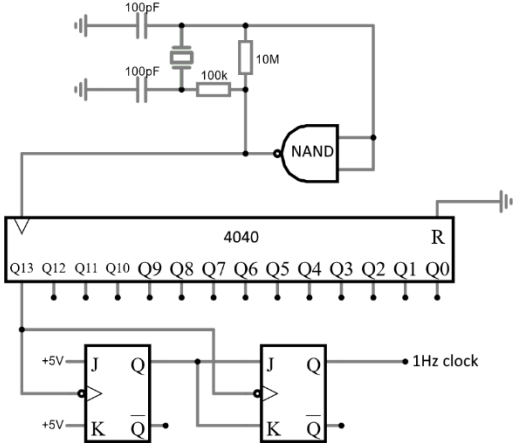 100pF
10M
100pF
100k
NAND
4040
R
Q13 Q12 Q11 Q10 Q9 Q8 Q7 Q6 Q5 Q4 Q3 Q2 Q1 Q0
+5V J Q J Q 1Hz clock
+5V K Q K Q